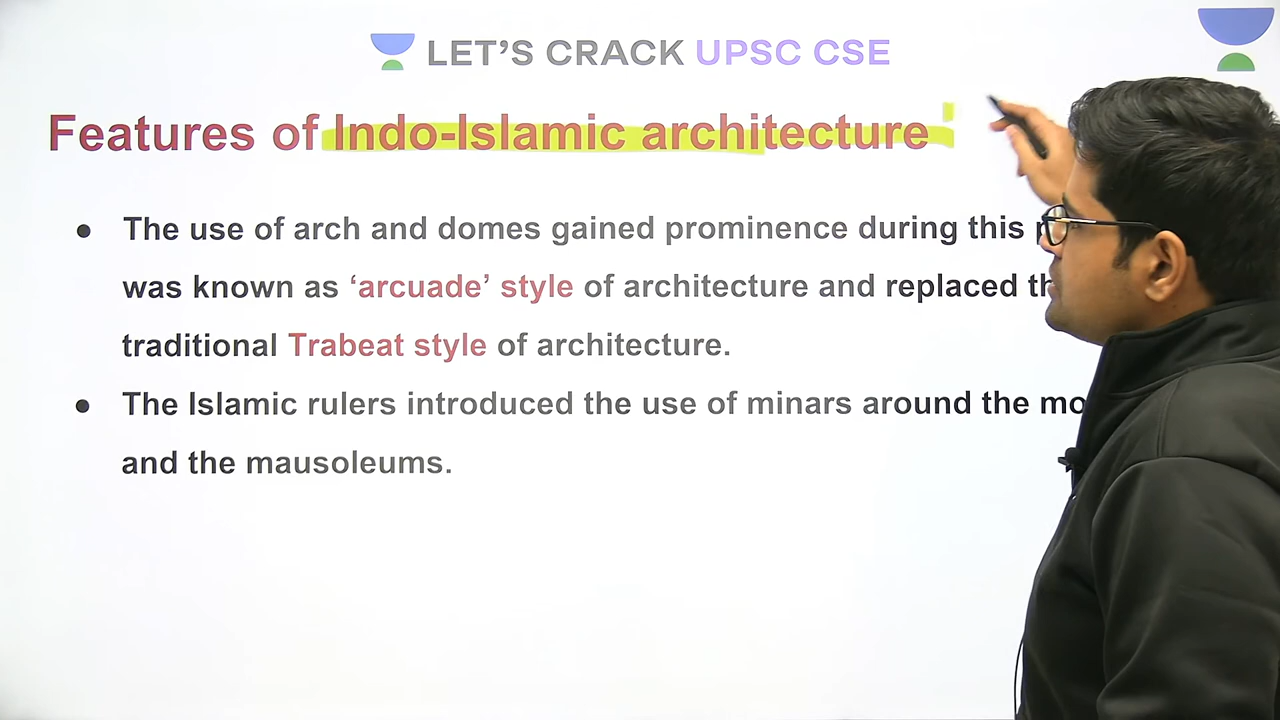 LET'S CRACK UPSC CSE
Features of Indo-Islamic architecture
● The use of arch and domes gained prominence during this
was known as ‘arcuade’ style of architecture and replaced
traditional Trabeat style of architecture.
● The Islamic rulers introduced the use of minars around the
and the mausoleums.